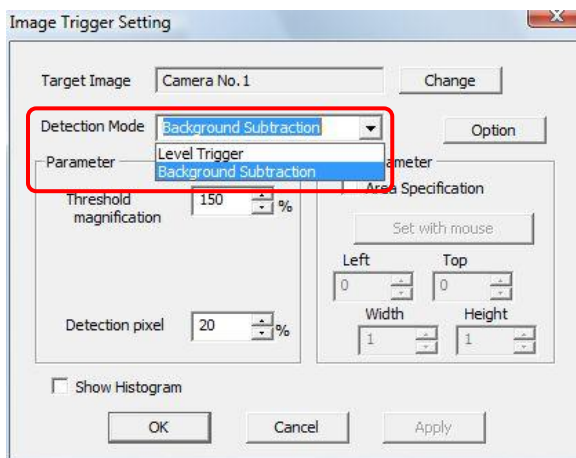 Image Trigger Setting
Target Image Camera No. 1 Change
Detection Mode Background Subtraction Option
Level Trigger
Background Subtraction
Parameter
Area Specification
Threshold magnification 150 %
Set with mouse
Left Top
0 0
Width Height
1 1
Detection pixel 20 %
Show Histogram
OK Cancel Apply